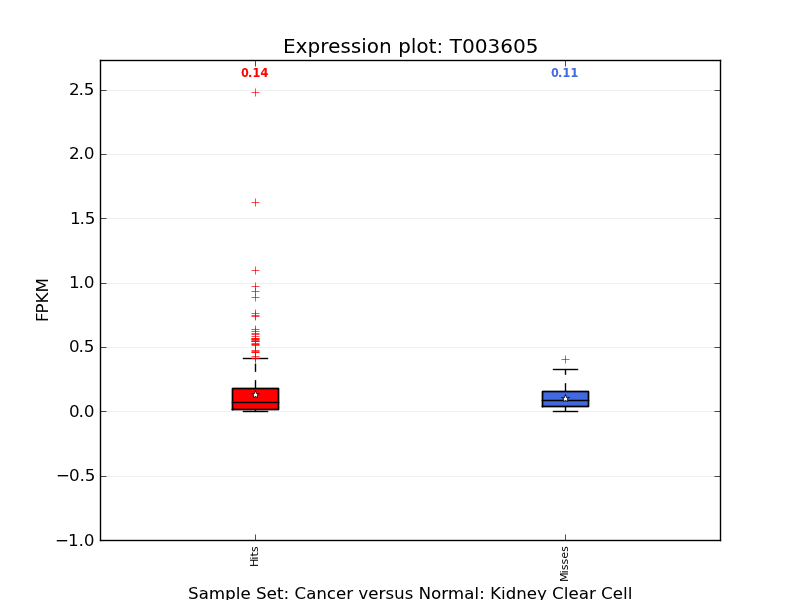 Expression plot: T003605
0.14
0.11
2.5
2.0
1.5
1.0
0.5
0.0
−0.5
−1.0
FPKM
Hits
Misses
Sample Set: Cancer versus Normal: Kidney Clear Cell